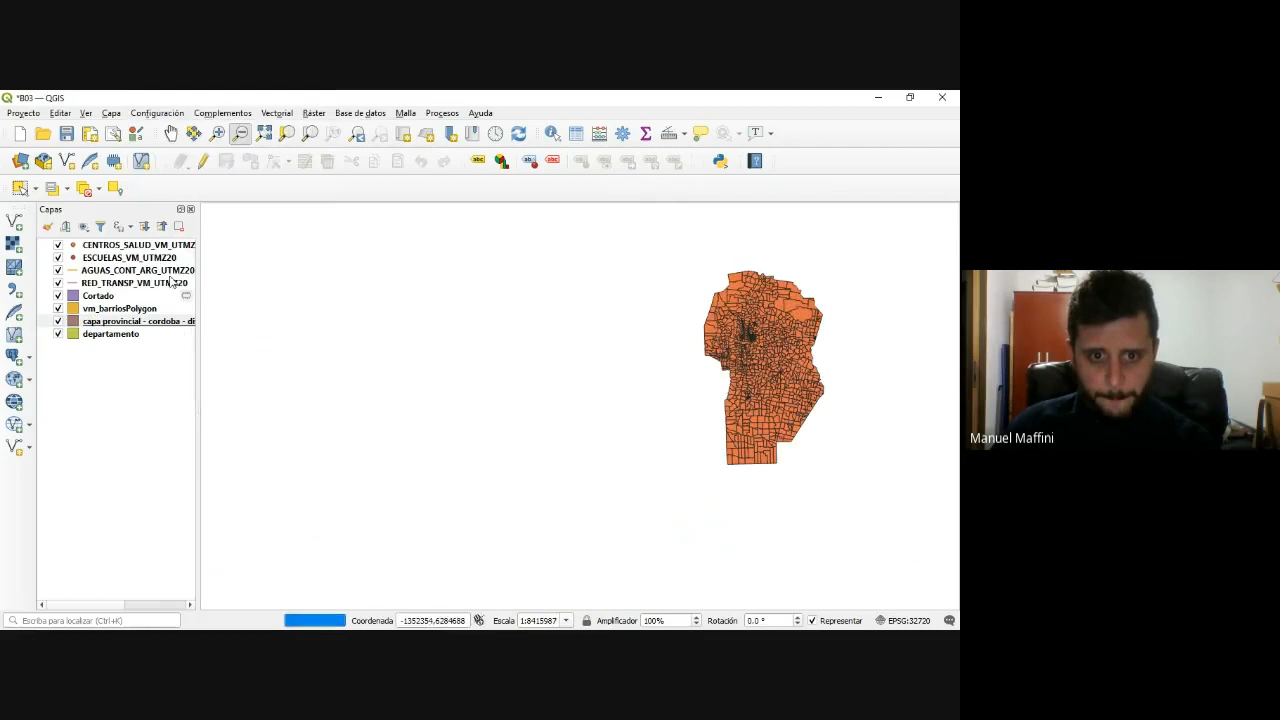 *B03 — QGIS
Proyecto Editar Ver Capa Configuración Complementos Vectorial Ráster Base de datos Malla Procesos Ayuda
Capas
CENTROS_SALUD_VM_UTMZ
ESCUELAS_VM_UTMZ20
AGUAS_CONT_ARG_UTMZ20
RED_TRANSP_VM_UTMZ20
Cortado
vm_barriosPolygon
capa provincial - cordoba - di
departamento
Manuel Maffini
Escribe para localizar (Ctrl+K) Coordenada -1352354,6284688 Escala 1:8415987 Amplificador 100% Rotación 0.0 ° Representar EPSG:32720